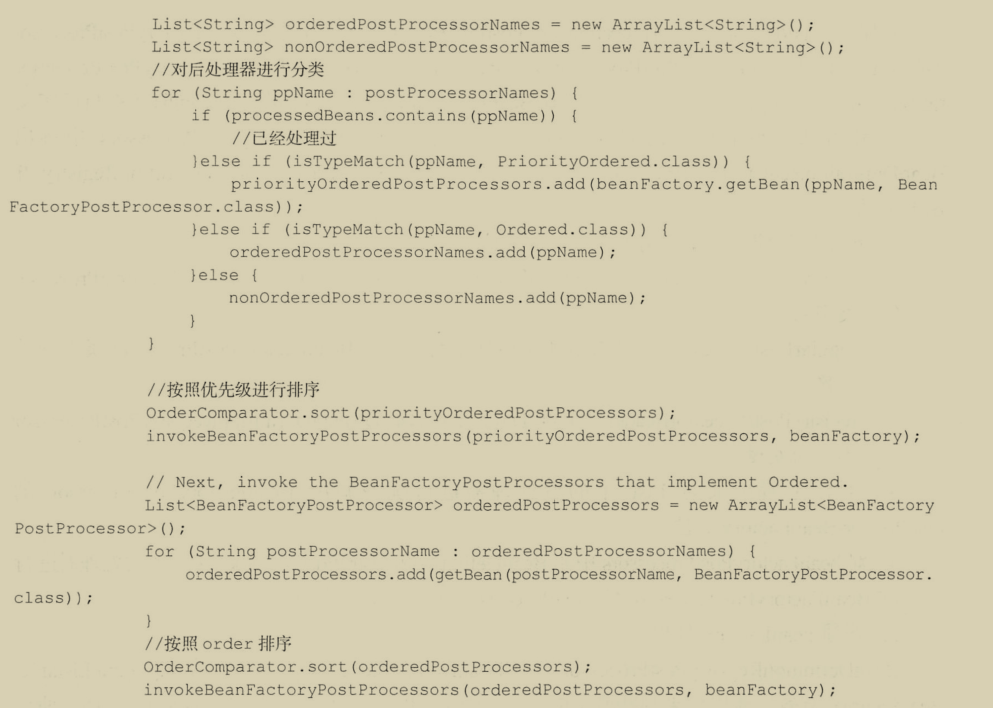 List<String> orderedPostProcessorNames = new ArrayList<String>();
List<String> nonOrderedPostProcessorNames = new ArrayList<String>();
//对后处理器进行分类
for (String ppName : postProcessorNames) {
if (processedBeans.contains(ppName)) {
//已经处理过
}else if (isTypeMatch(ppName, PriorityOrdered.class)) {
priorityOrderedPostProcessors.add(beanFactory.getBean(ppName, Bean
FactoryPostProcessor.class));
}else if (isTypeMatch(ppName, Ordered.class)) {
orderedPostProcessorNames.add(ppName);
}else {
nonOrderedPostProcessorNames.add(ppName);
}
}
//按照优先级进行排序
OrderComparator.sort(priorityOrderedPostProcessors);
invokeBeanFactoryPostProcessors(priorityOrderedPostProcessors, beanFactory);
// Next, invoke the BeanFactoryPostProcessors that implement Ordered.
List<BeanFactoryPostProcessor> orderedPostProcessors = new ArrayList<BeanFactory
PostProcessor>();
for (String postProcessorName : orderedPostProcessorNames) {
orderedPostProcessors.add(getBean(postProcessorName, BeanFactoryPostProcessor.
class));
}
//按照 order 排序
OrderComparator.sort(orderedPostProcessors);
invokeBeanFactoryPostProcessors(orderedPostProcessors, beanFactory);